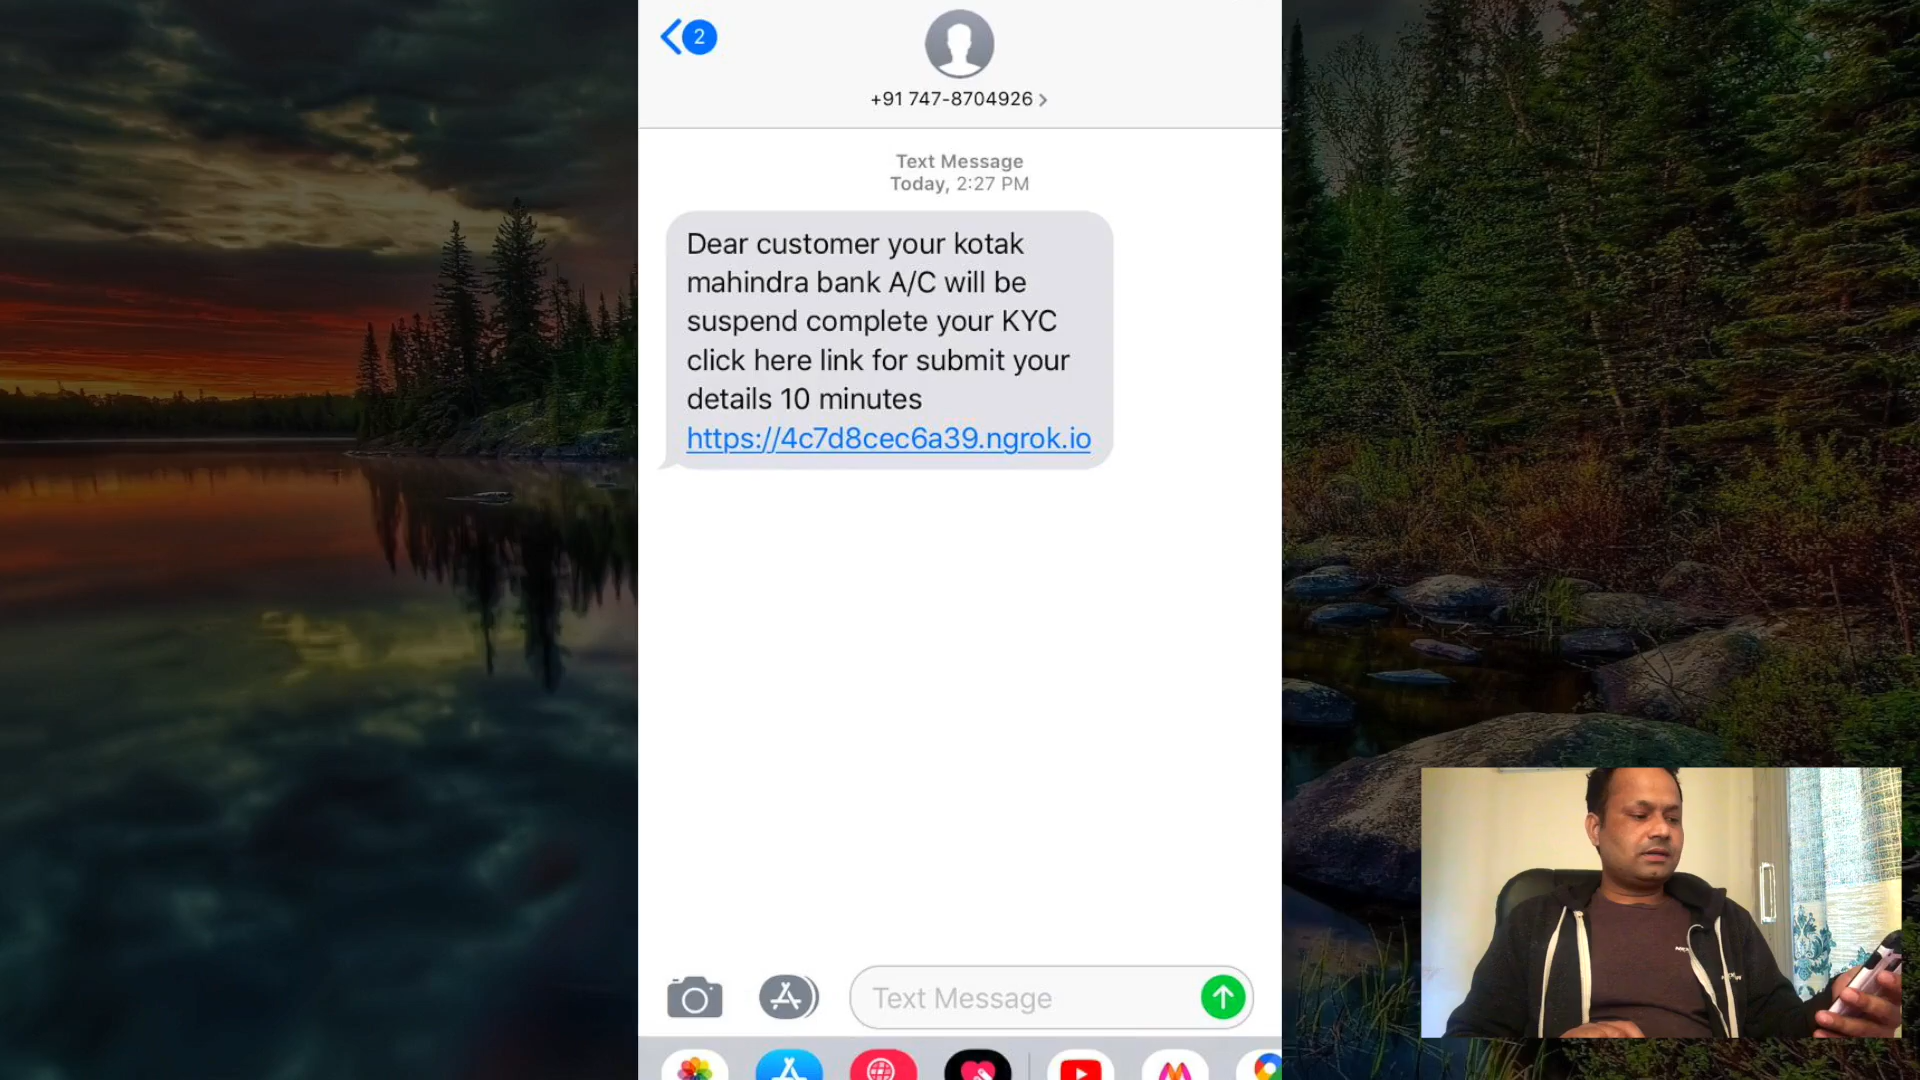 2
+91 747-8704926
Text Message
Today, 2:27 PM
Dear customer your kotak
mahindra bank A/C will be
suspend complete your KYC
click here link for submit your
details 10 minutes
https://4c7d8cec6a39.ngrok.io
Text Message